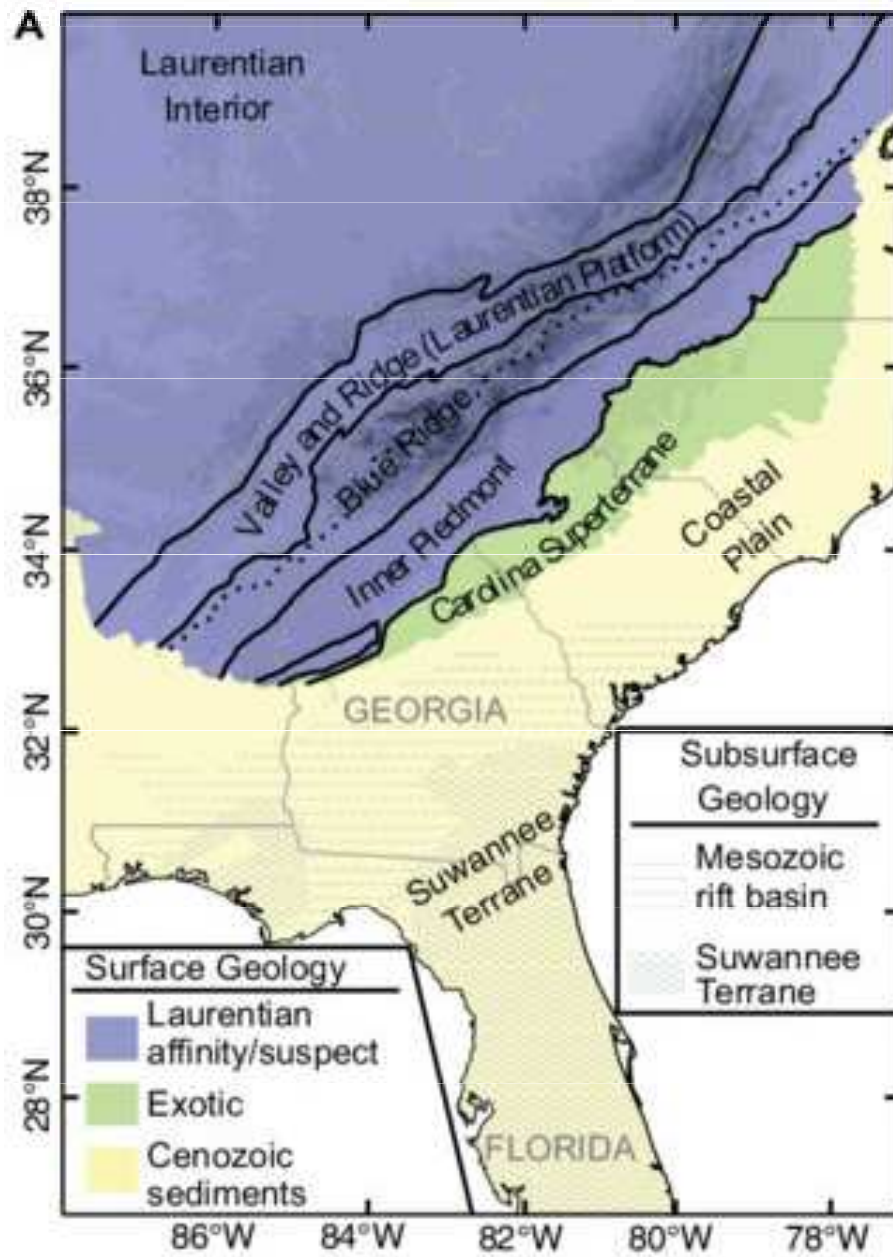 A
Laurentian
Interior
38°N
36°N
34°N
32°N
30°N
28°N
Valley and Ridge (Laurentian Platform)
Blue Ridge
Inner Piedmont
Carolina Superterrane
Coastal
Plain
GEORGIA
Suwannee
Terrane
FLORIDA
Subsurface
Geology
Mesozoic
rift basin
Suwannee
Terrane
Surface Geology
Laurentian
affinity/suspect
Exotic
Cenozoic
sediments
86°W
84°W
82°W
80°W
78°W